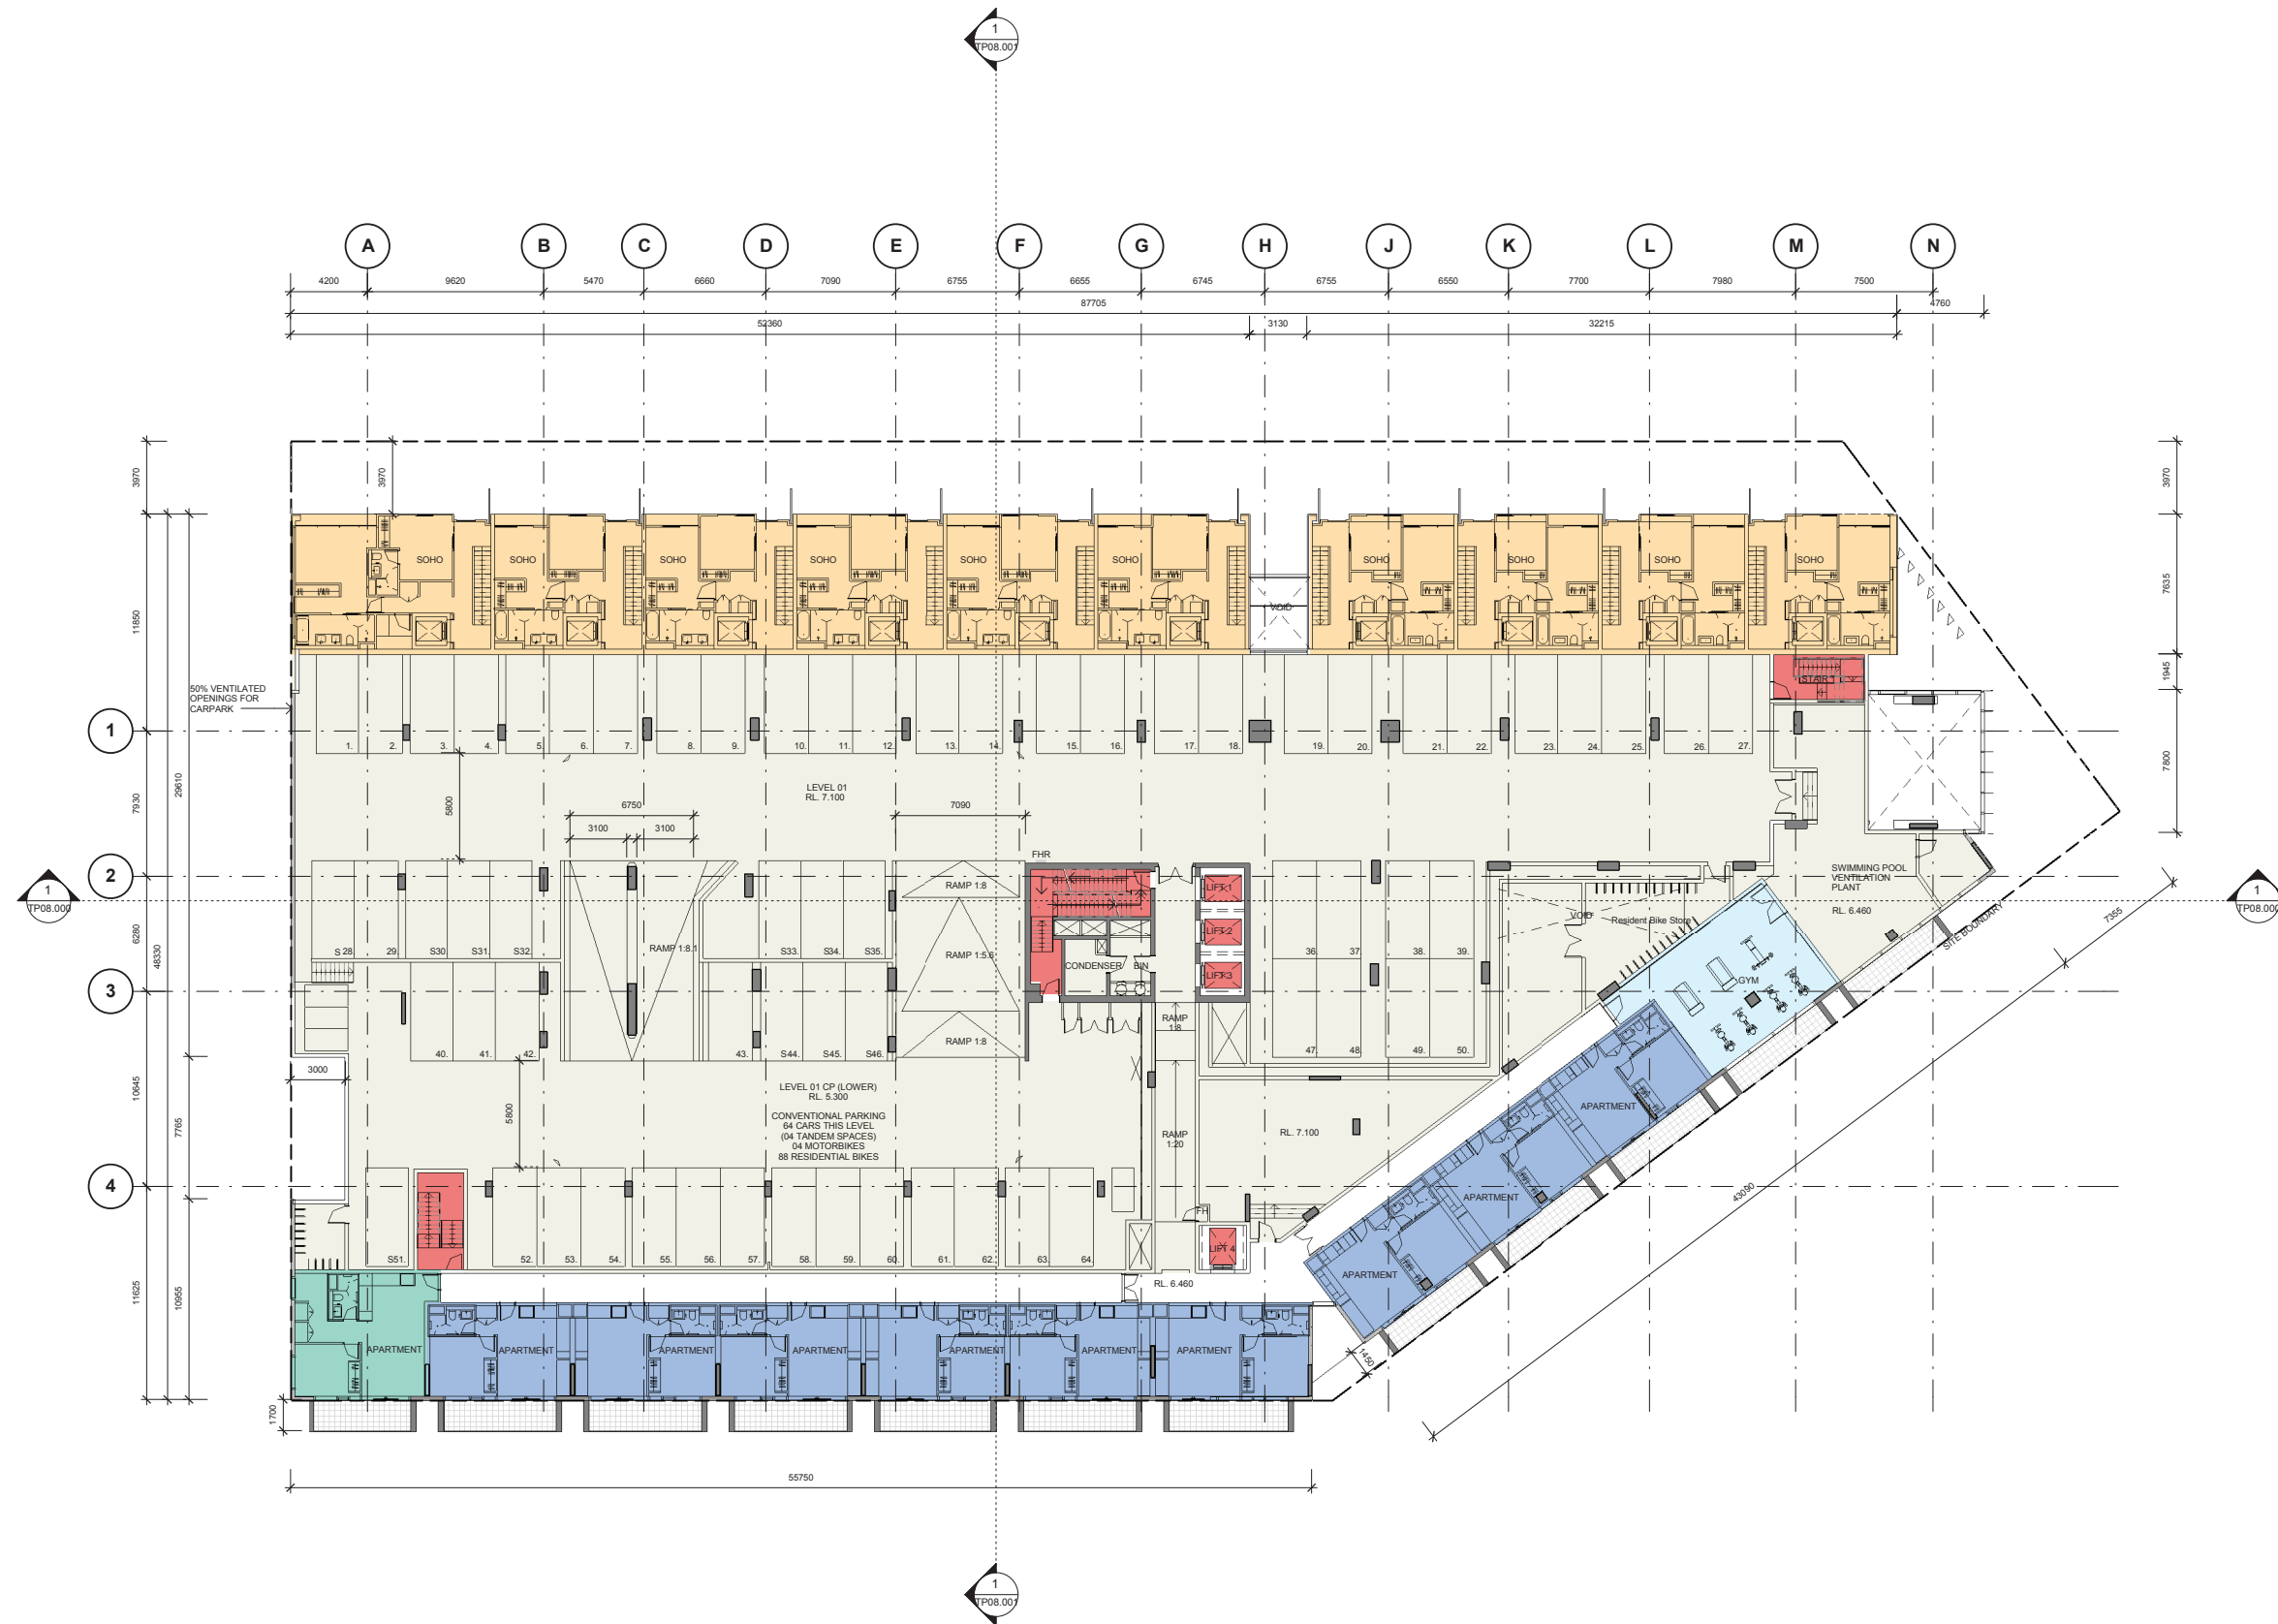 1
TP08.001
A
B
C
D
E
F
G
H
J
K
L
M
N
4200
9620
5470
6660
7090
6755
6655
6745
6755
6550
7700
7980
7500
87705
4760
52360
3130
32215
3970
3970
3970
SOHO
SOHO
SOHO
SOHO
SOHO
SOHO
SOHO
SOHO
SOHO
SOHO
VOID
11850
7635
50% VENTILATED
OPENINGS FOR
CARPARK
STAIR 1
1945
1
1.
2.
3.
4.
5.
6.
7.
8.
9.
10.
11.
12.
13.
14.
15.
16.
17.
18.
19.
20.
21.
22.
23.
24.
25.
26.
27.
7800
29610
7930
5800
LEVEL 01
RL. 7.100
6750
7090
3100
3100
FHR
2
1
TP08.000
RAMP 1:8
LIFT 1
LIFT 2
LIFT 3
VOID
Resident Bike Store
SWIMMING POOL
VENTILATION
PLANT
RL. 6.460
1
TP08.000
7355
SITE BOUNDARY
6280
48330
S 28
29.
S30.
S31.
S32.
RAMP 1:8.1
S33.
S34.
S35.
RAMP 1:5.6
CONDENSER
BIN
36.
37.
38.
39.
GYM
3
RAMP
1:8
RAMP 1:8
40.
41.
42.
43.
S44.
S45.
S46.
47.
48.
49.
50.
3000
10645
7765
5800
LEVEL 01 CP (LOWER)
RL. 5.300
CONVENTIONAL PARKING
64 CARS THIS LEVEL
(04 TANDEM SPACES)
04 MOTORBIKES
88 RESIDENTIAL BIKES
RAMP
1:20
RL. 7.100
APARTMENT
APARTMENT
APARTMENT
43090
4
FH
LIFT 4
S51.
52.
53.
54.
55.
56.
57.
58.
59.
60.
61.
62.
63.
64.
RL. 6.460
11625
10955
APARTMENT
APARTMENT
APARTMENT
APARTMENT
APARTMENT
APARTMENT
APARTMENT
1450
1700
55750
1
TP08.001